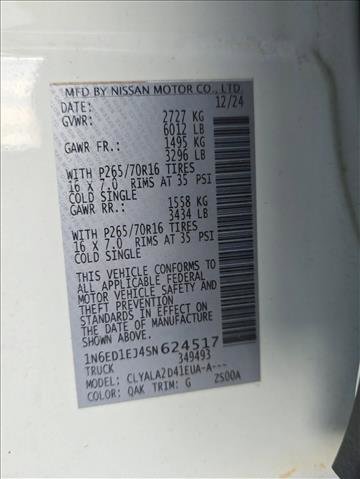 MFD BY NISSAN MOTOR CO., LTD.
DATE: 12/24
GVWR: 2727 KG
6012 LB
GAWR FR: 1495 KG
3296 LB
WITH P265/70R16 TIRES
16 X 7.0 RIMS AT 35 PSI
COLD SINGLE
GAWR RR: 1558 KG
3434 LB
WITH P265/70R16 TIRES
16 X 7.0 RIMS AT 35 PSI
COLD SINGLE
THIS VEHICLE CONFORMS TO
ALL APPLICABLE FEDERAL
MOTOR VEHICLE SAFETY
AND THEFT PREVENTION
STANDARDS IN EFFECT ON
THE DATE OF MANUFACTURE
SHOWN ABOVE.
1N6ED1EJ4SN624517
TRUCK 349493
MODEL: CLYALA2D41EUA-A---
COLOR: QAK TRIM: G 2S00A